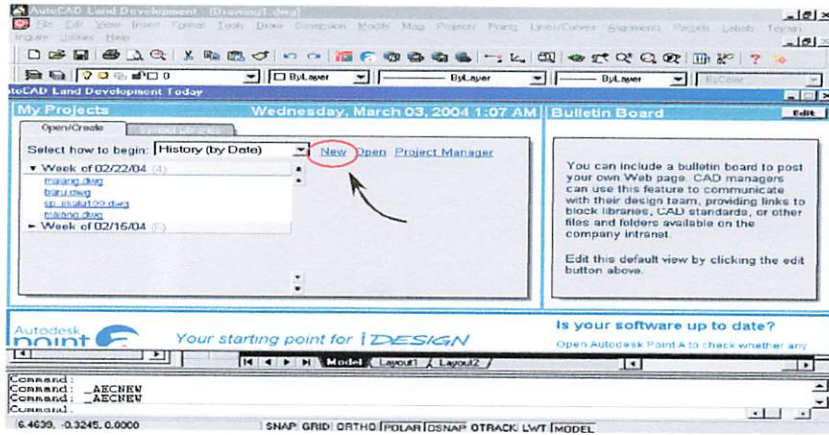 AutoCAD Land Development - [Drawing1.dwg]
File Edit View Insert Format Tools Draw Dimension Modify Map Projects Points Lines/Curves Alignments Parcels Labels Terrain
Inquiry Utilities Help
0 ByLayer ByLayer ByLayer ByColor
toCAD Land Development Today
My Projects Wednesday, March 03, 2004 1:07 AM Bulletin Board Edit
Open/Create Symbol Libraries
Select how to begin: History (by Date) New Open Project Manager
Week of 02/22/04 (4)
malang.dwg
baru.dwg
malang.dwg
Week of 02/15/04
You can include a bulletin board to post
your own Web page. CAD managers
can use this feature to communicate
with their design team, providing links to
block libraries, CAD standards, or other
files and folders available on the
company intranet.
Edit this default view by clicking the edit
button above.
Autodesk
point
Your starting point for iDESIGN
Is your software up to date?
Open Autodesk Point A to check whether any
Model Layout1 Layout2
Command:
Command: _AECNEW
Command: _AECNEW
Command:
6.4639, -0.3245, 0.0000 SNAP GRID ORTHO POLAR OSNAP OTRACK LWT MODEL